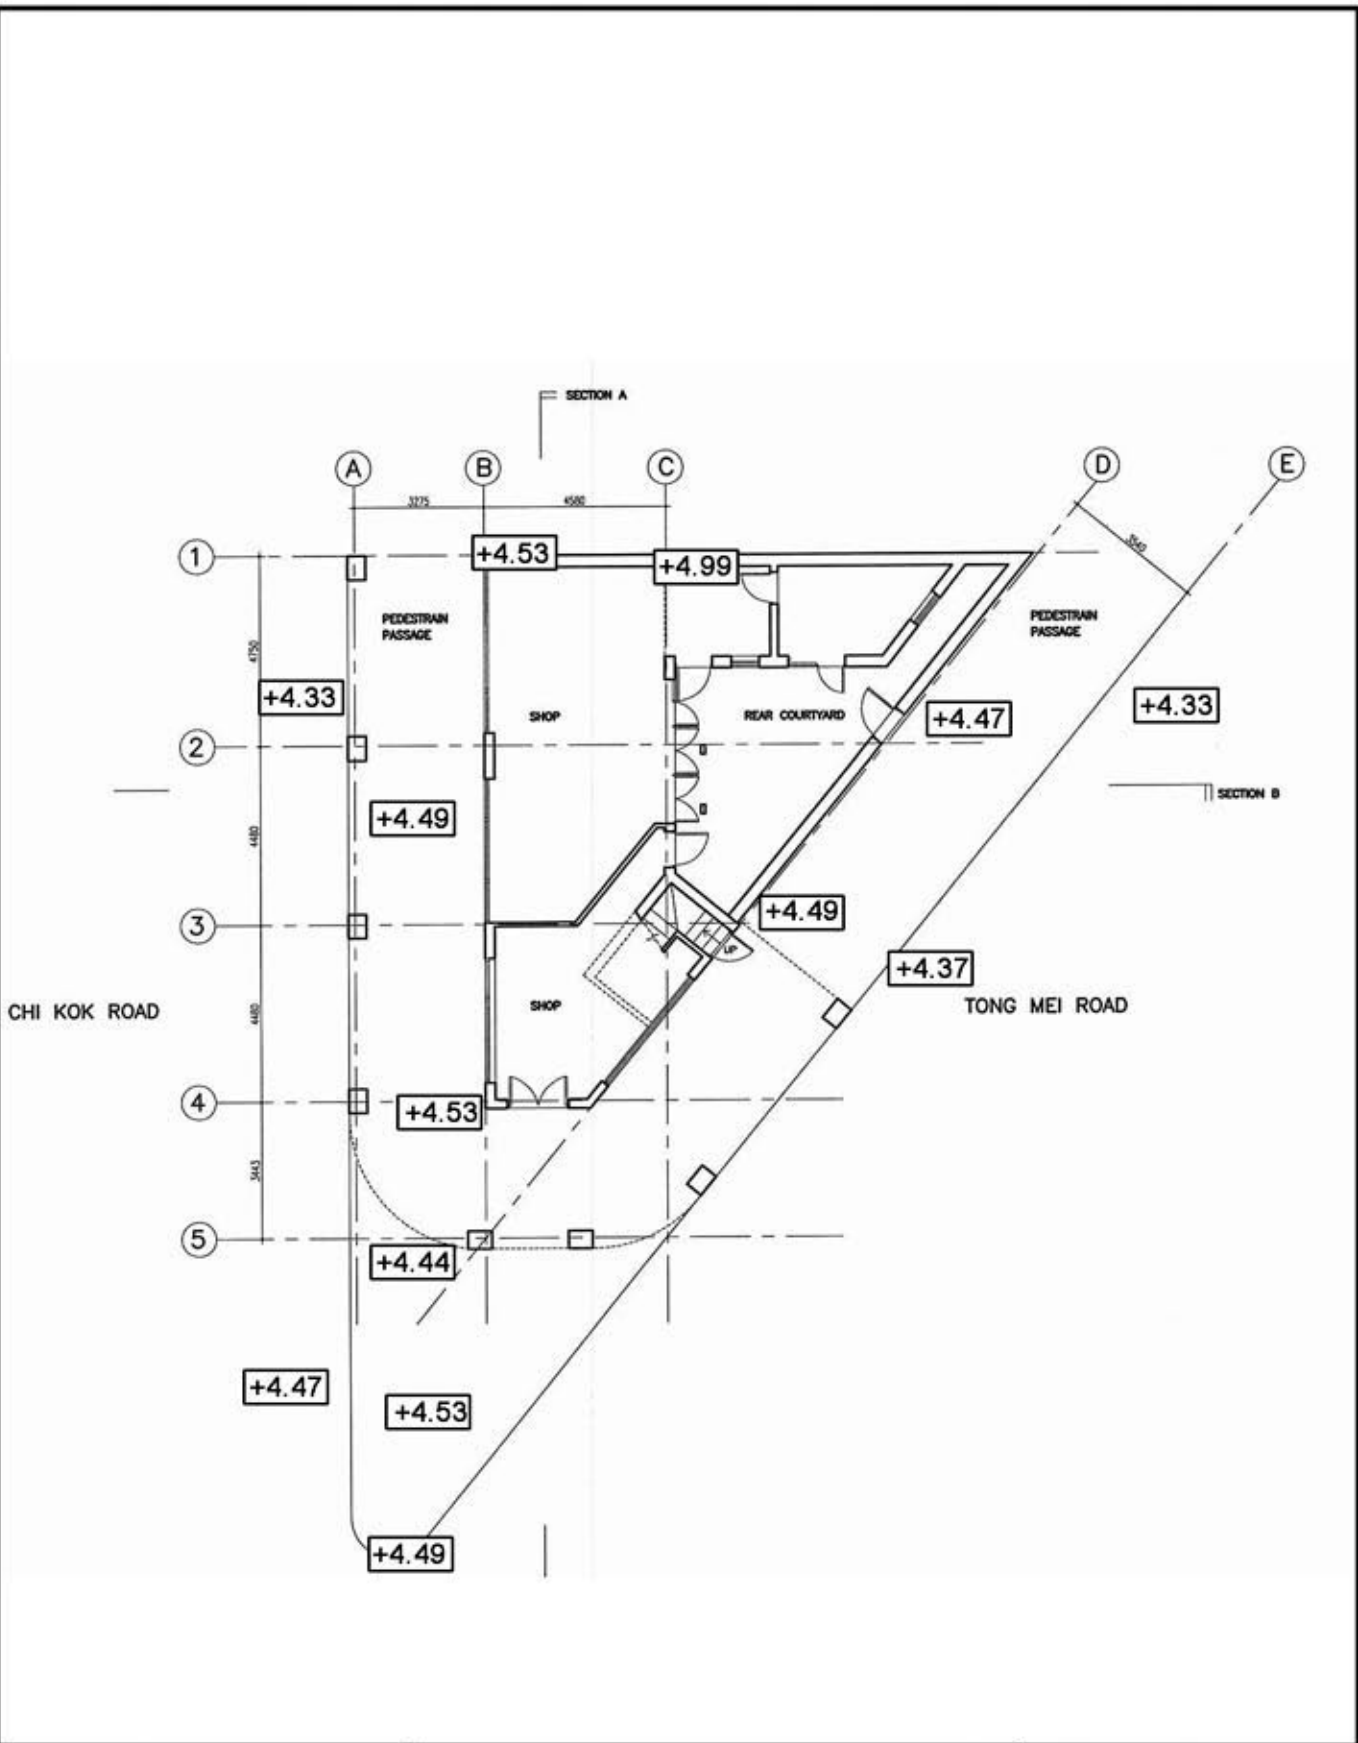 SECTION A
A
B
C
D
E
3275
4580
3540
1
+4.53
+4.99
PEDESTRAIN
PASSAGE
PEDESTRAIN
PASSAGE
4750
+4.33
SHOP
REAR COURTYARD
+4.47
+4.33
2
SECTION B
+4.49
4480
3
+4.49
UP
+4.37
CHI KOK ROAD
4480
SHOP
TONG MEI ROAD
4
+4.53
3443
5
+4.44
+4.47
+4.53
+4.49